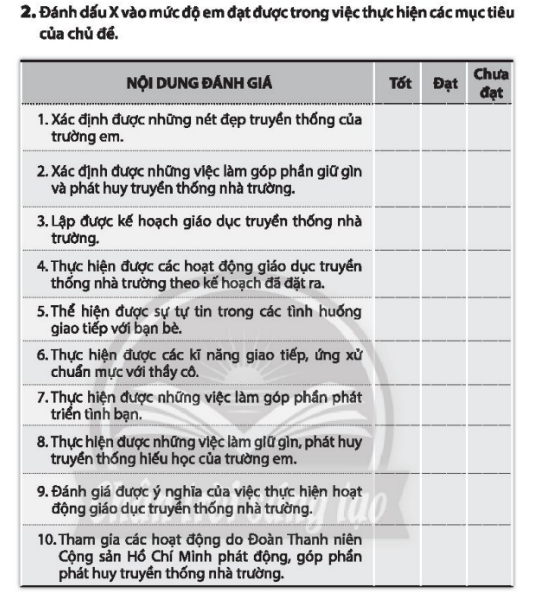 2. Đánh dấu X vào mức độ em đạt được trong việc thực hiện các mục tiêu
của chủ đề.
NỘI DUNG ĐÁNH GIÁ Tốt Đạt Chưa đạt
1. Xác định được những nét đẹp truyền thống của
trường em.
2. Xác định được những việc làm góp phần giữ gìn
và phát huy truyền thống nhà trường.
3. Lập được kế hoạch giáo dục truyền thống nhà
trường.
4. Thực hiện được các hoạt động giáo dục truyền
thống nhà trường theo kế hoạch đã đặt ra.
5. Thể hiện được sự tự tin trong các tình huống
giao tiếp với bạn bè.
6. Thực hiện được các kĩ năng giao tiếp, ứng xử
chuẩn mực với thầy cô.
7. Thực hiện được những việc làm góp phần phát
triển tình bạn.
8. Thực hiện được những việc làm giữ gìn, phát huy
truyền thống hiếu học của trường em.
9. Đánh giá được ý nghĩa của việc thực hiện hoạt
động giáo dục truyền thống nhà trường.
10. Tham gia các hoạt động do Đoàn Thanh niên
Cộng sản Hồ Chí Minh phát động, góp phần
phát huy truyền thống nhà trường.
Chân trời sáng tạo